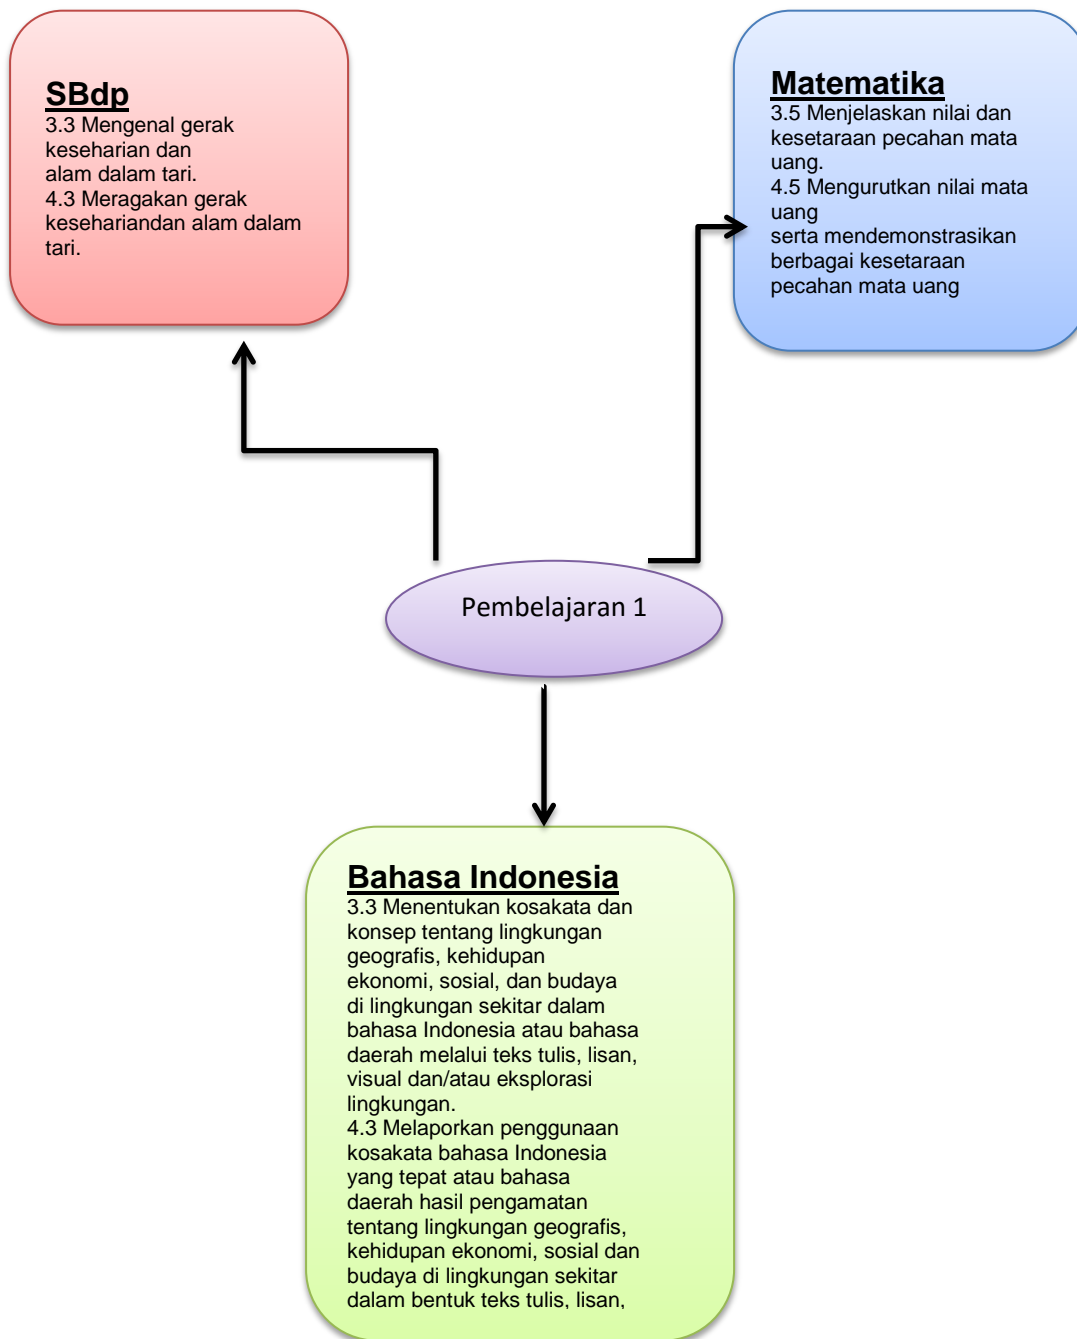 SBdp
3.3 Mengenal gerak
keseharian dan
alam dalam tari.
4.3 Meragakan gerak
kesehariandan alam dalam
tari.
Matematika
3.5 Menjelaskan nilai dan
kesetaraan pecahan mata
uang.
4.5 Mengurutkan nilai mata
uang
serta mendemonstrasikan
berbagai kesetaraan
pecahan mata uang
Pembelajaran 1
Bahasa Indonesia
3.3 Menentukan kosakata dan
konsep tentang lingkungan
geografis, kehidupan
ekonomi, sosial, dan budaya
di lingkungan sekitar dalam
bahasa Indonesia atau bahasa
daerah melalui teks tulis, lisan,
visual dan/atau eksplorasi
lingkungan.
4.3 Melaporkan penggunaan
kosakata bahasa Indonesia
yang tepat atau bahasa
daerah hasil pengamatan
tentang lingkungan geografis,
kehidupan ekonomi, sosial dan
budaya di lingkungan sekitar
dalam bentuk teks tulis, lisan,